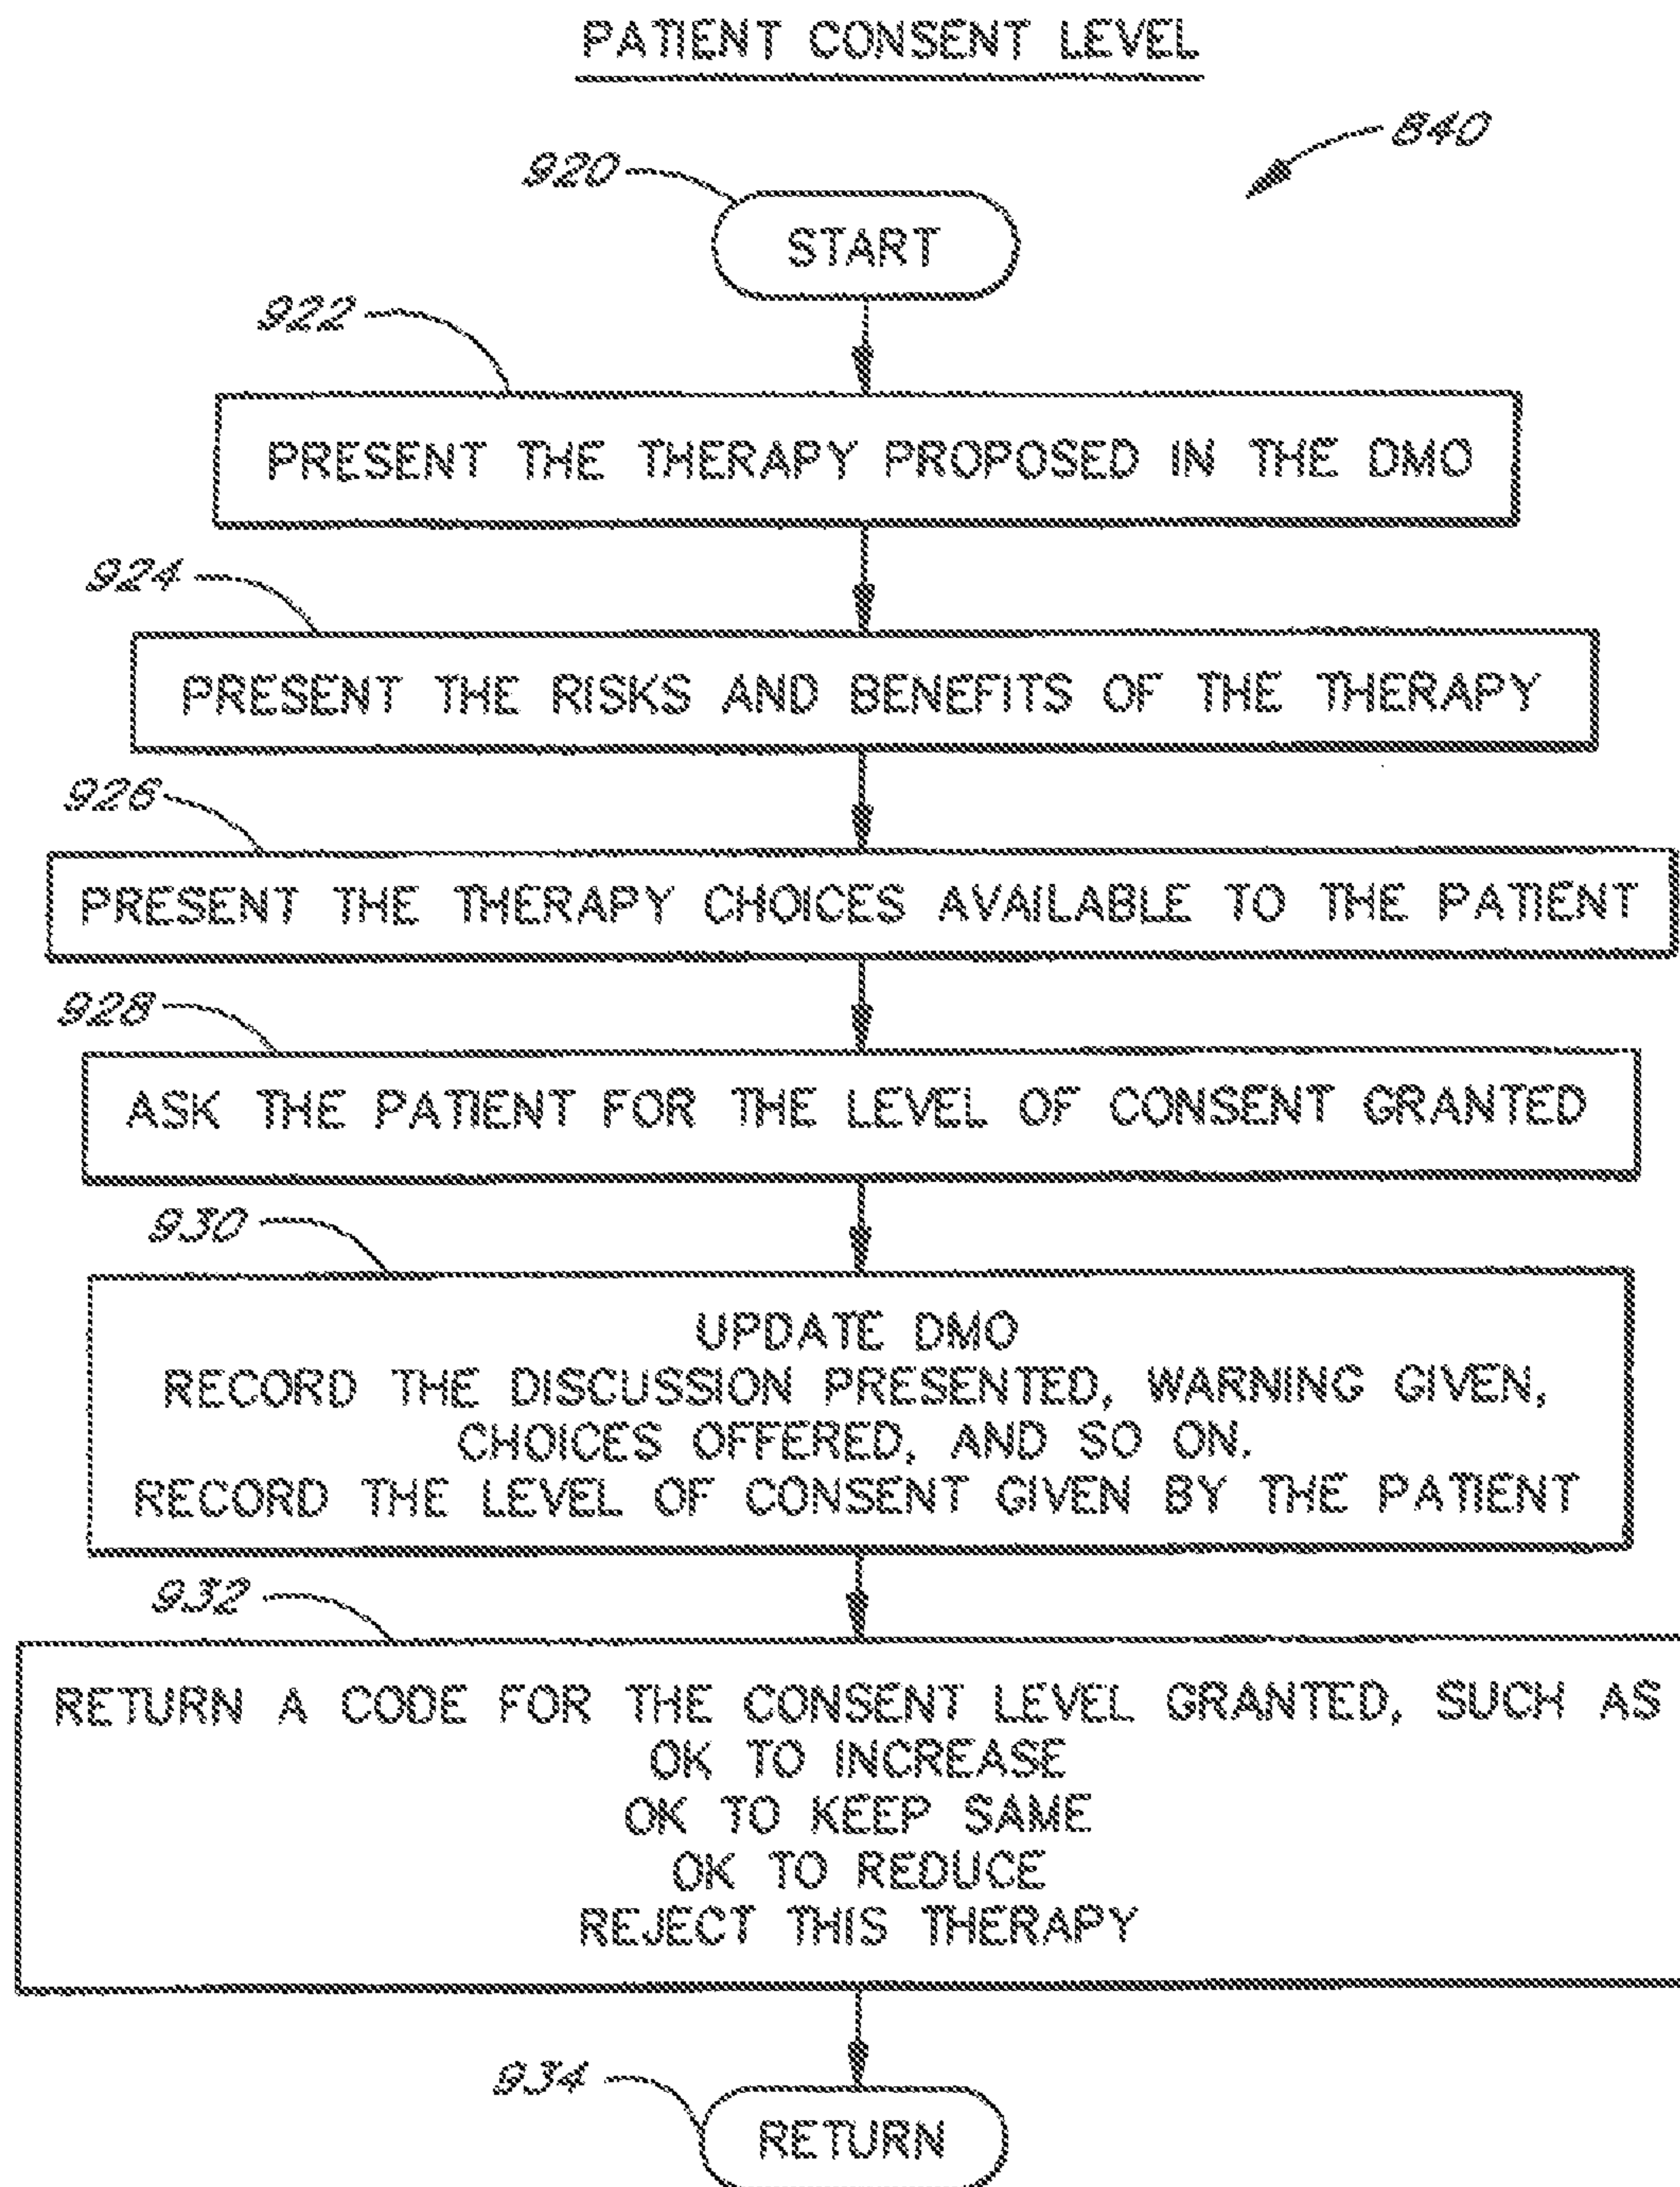 PATIENT CONSENT LEVEL
840
920
START
922
PRESENT THE THERAPY PROPOSED IN THE DMO
924
PRESENT THE RISKS AND BENEFITS OF THE THERAPY
926
PRESENT THE THERAPY CHOICES AVAILABLE TO THE PATIENT
928
ASK THE PATIENT FOR THE LEVEL OF CONSENT GRANTED
930
UPDATE DMO
RECORD THE DISCUSSION PRESENTED, WARNING GIVEN,
CHOICES OFFERED, AND SO ON.
RECORD THE LEVEL OF CONSENT GIVEN BY THE PATIENT
932
RETURN A CODE FOR THE CONSENT LEVEL GRANTED, SUCH AS
OK TO INCREASE
OK TO KEEP SAME
OK TO REDUCE
REJECT THIS THERAPY
934
RETURN